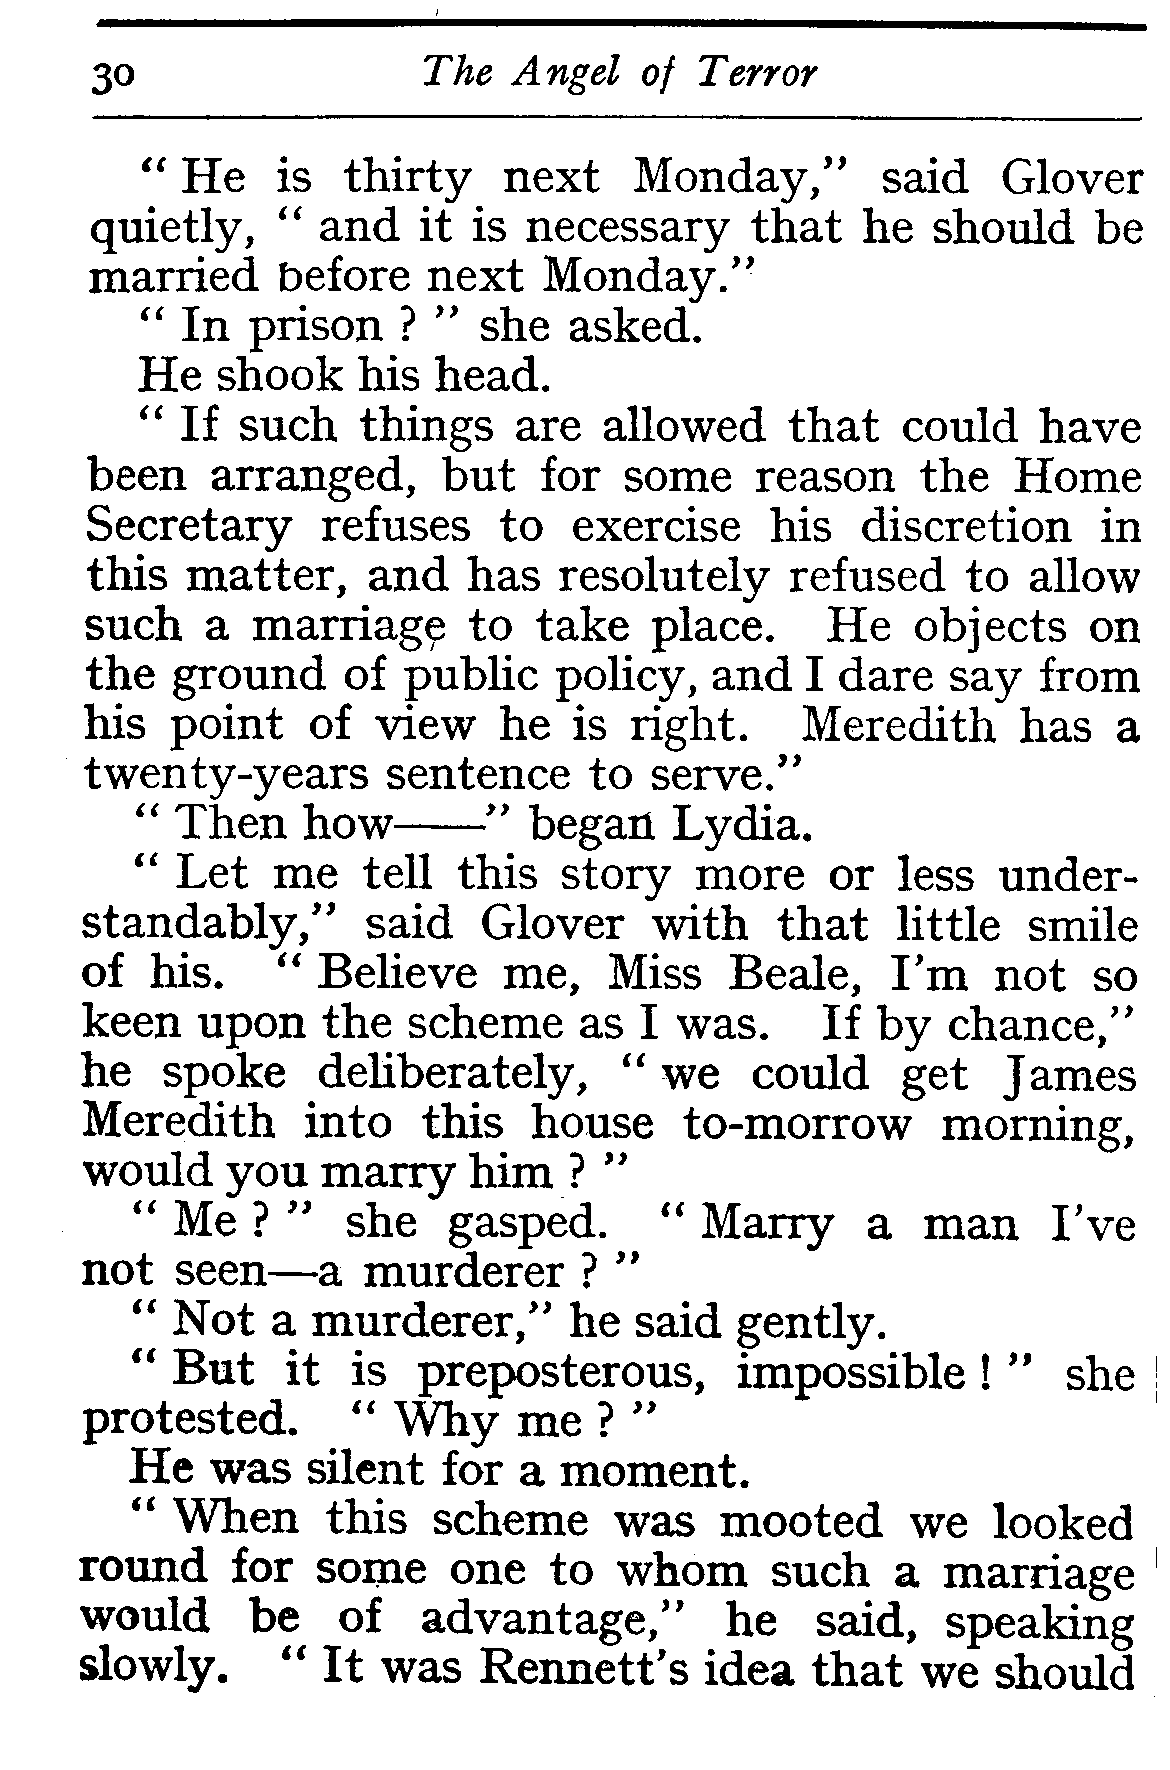 30 The Angel of Terror
“ He is thirty next Monday,” said Glover
quietly, “ and it is necessary that he should be
married before next Monday.”
“ In prison ? ” she asked.
He shook his head.
“ If such things are allowed that could have
been arranged, but for some reason the Home
Secretary refuses to exercise his discretion in
this matter, and has resolutely refused to allow
such a marriage to take place. He objects on
the ground of public policy, and I dare say from
his point of view he is right. Meredith has a
twenty-years sentence to serve.”
“ Then how——” began Lydia.
“ Let me tell this story more or less under-
standably,” said Glover with that little smile
of his. “ Believe me, Miss Beale, I’m not so
keen upon the scheme as I was. If by chance,”
he spoke deliberately, “ we could get James
Meredith into this house to-morrow morning,
would you marry him ? ”
“ Me ? ” she gasped. “ Marry a man I’ve
not seen—a murderer ? ”
“ Not a murderer,” he said gently.
“ But it is preposterous, impossible ! ” she
protested. “ Why me ? ”
He was silent for a moment.
“ When this scheme was mooted we looked
round for some one to whom such a marriage
would be of advantage,” he said, speaking
slowly. “ It was Rennett’s idea that we should